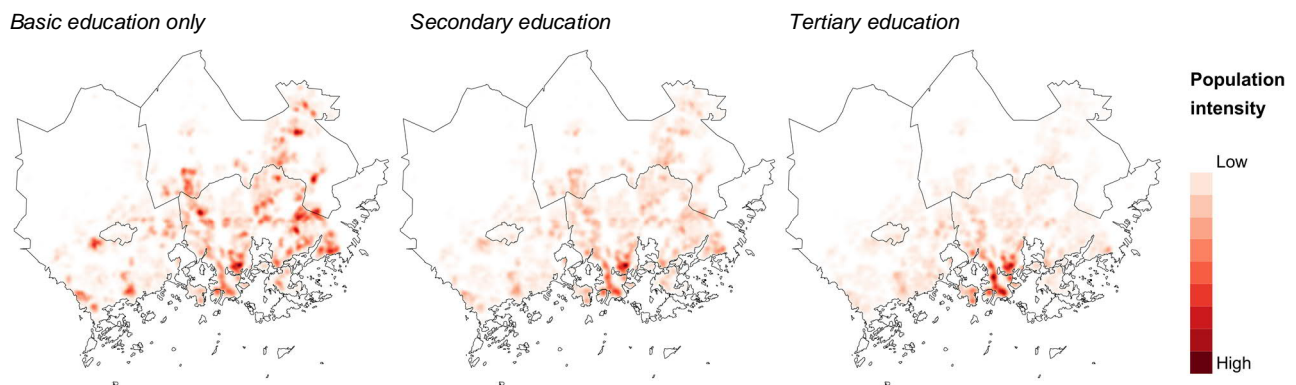 Basic education only
Secondary education
Tertiary education
Population
intensity
Low
High